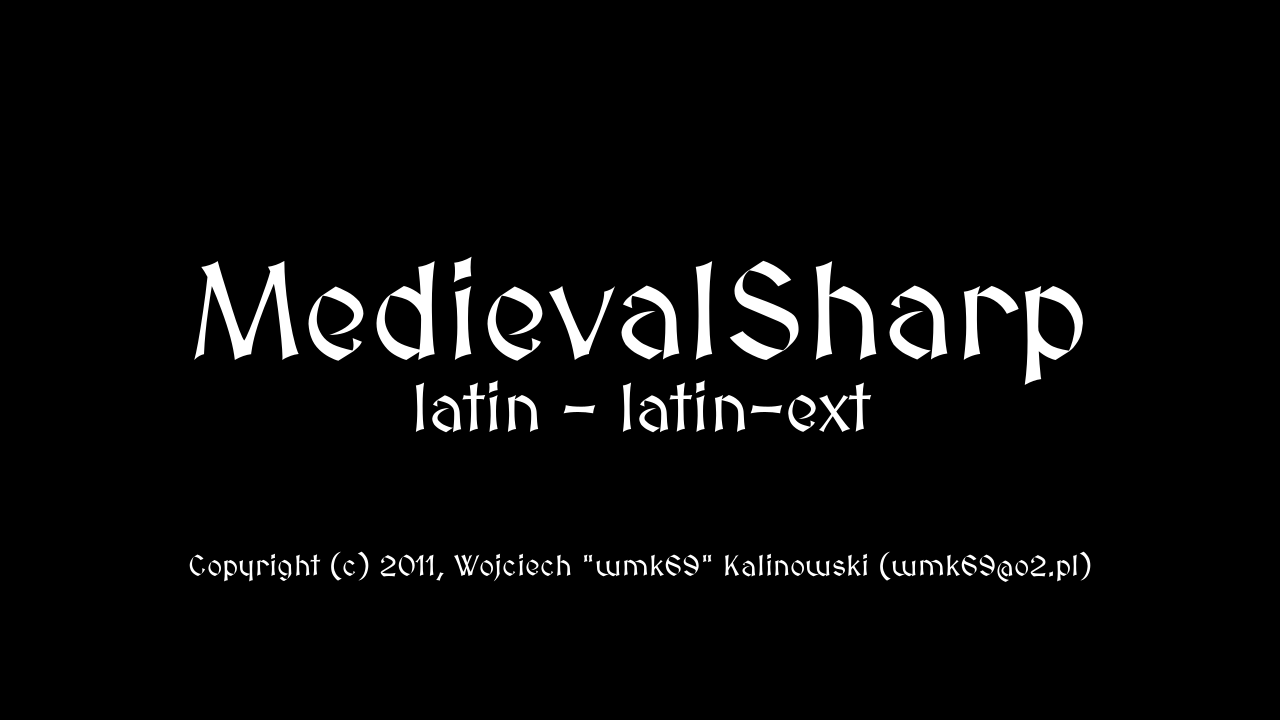 MedievalSharp
latin - latin-ext
Copyright (c) 2011, Wojciech "wmk69" Kalinowski (wmk69@o2.pl)